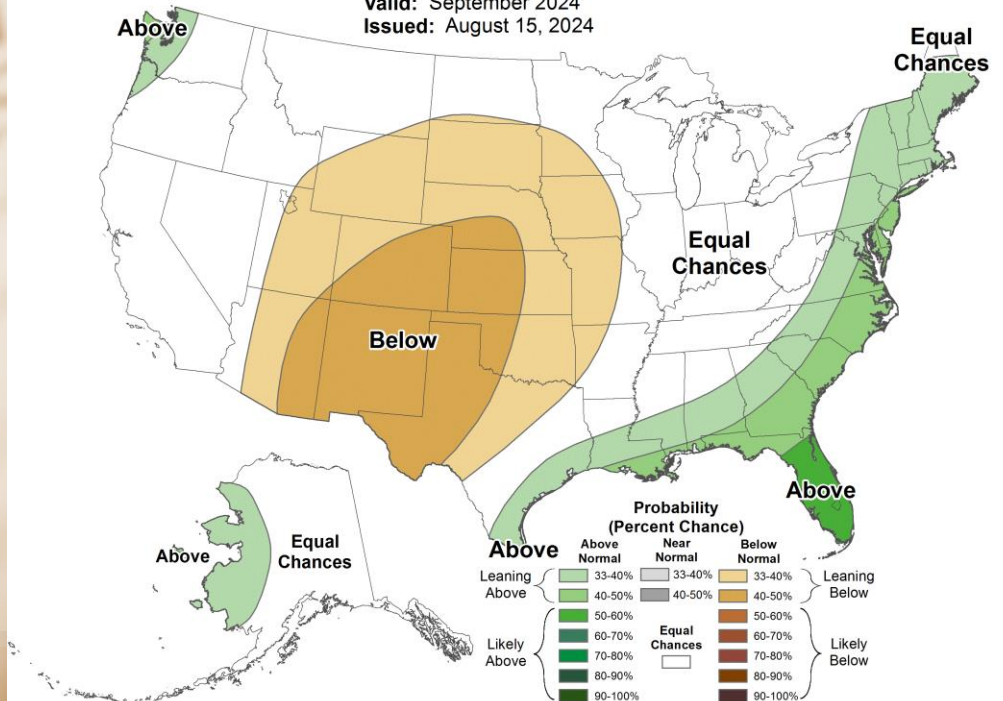 Valid: September 2024
Issued: August 15, 2024
Above
Equal
Chances
Equal
Chances
Below
Above
Above
Above
Equal
Chances
Probability
(Percent Chance)
Above
Normal
Near
Normal
Below
Normal
Leaning
Above
33-40%
33-40%
33-40%
Leaning
Below
40-50%
40-50%
40-50%
Likely
Above
50-60%
60-70%
70-80%
80-90%
90-100%
Equal
Chances
50-60%
60-70%
70-80%
80-90%
90-100%
Likely
Below